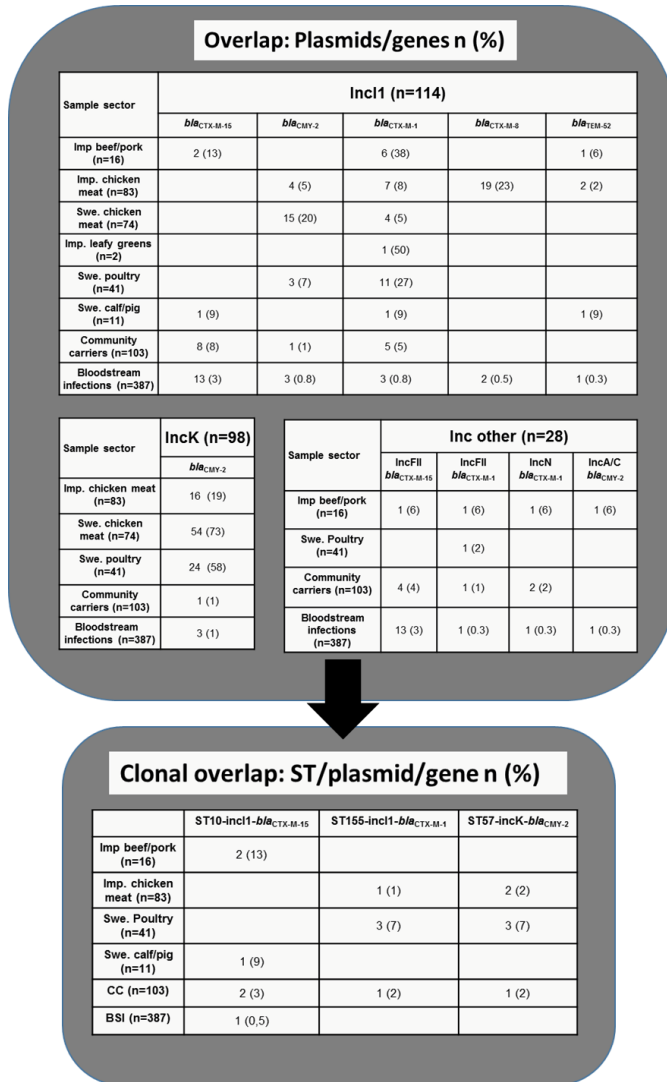 Overlap: Plasmids/genes n (%)
Sample sector IncI1 (n=114)
blaCTX-M-15 blaCMY-2 blaCTX-M-1 blaCTX-M-8 blaTEM-52
Imp beef/pork (n=16) 2 (13) 6 (38) 1 (6)
Imp. chicken meat (n=83) 4 (5) 7 (8) 19 (23) 2 (2)
Swe. chicken meat (n=74) 15 (20) 4 (5)
Imp. leafy greens (n=2) 1 (50)
Swe. poultry (n=41) 3 (7) 11 (27)
Swe. calf/pig (n=11) 1 (9) 1 (9) 1 (9)
Community carriers (n=103) 8 (8) 1 (1) 5 (5)
Bloodstream infections (n=387) 13 (3) 3 (0.8) 3 (0.8) 2 (0.5) 1 (0.3)
Sample sector IncK (n=98)
blaCMY-2
Imp. chicken meat (n=83) 16 (19)
Swe. chicken meat (n=74) 54 (73)
Swe. poultry (n=41) 24 (58)
Community carriers (n=103) 1 (1)
Bloodstream infections (n=387) 3 (1)
Sample sector Inc other (n=28)
IncFII blaCTX-M-15 IncFII blaCTX-M-1 IncN blaCTX-M-1 IncA/C blaCMY-2
Imp beef/pork (n=16) 1 (6) 1 (6) 1 (6) 1 (6)
Swe. Poultry (n=41) 1 (2)
Community carriers (n=103) 4 (4) 1 (1) 2 (2)
Bloodstream infections (n=387) 13 (3) 1 (0.3) 1 (0.3) 1 (0.3)
Clonal overlap: ST/plasmid/gene n (%)
ST10-incI1-blaCTX-M-15 ST155-incI1-blaCTX-M-1 ST57-incK-blaCMY-2
Imp beef/pork (n=16) 2 (13)
Imp. chicken meat (n=83) 1 (1) 2 (2)
Swe. Poultry (n=41) 3 (7) 3 (7)
Swe. calf/pig (n=11) 1 (9)
CC (n=103) 2 (3) 1 (2) 1 (2)
BSI (n=387) 1 (0,5)